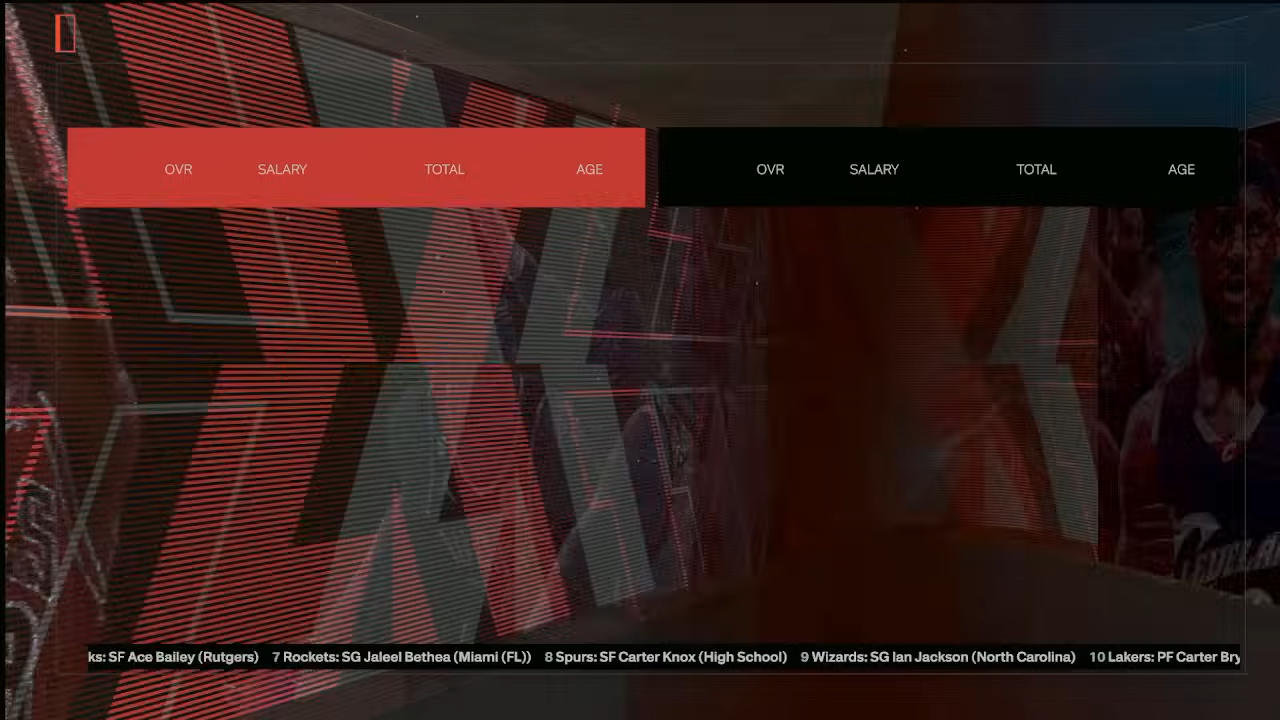 OVR SALARY TOTAL AGE OVR SALARY TOTAL AGE
ks: SF Ace Bailey (Rutgers) 7 Rockets: SG Jaleel Bethea (Miami (FL)) 8 Spurs: SF Carter Knox (High School) 9 Wizards: SG Ian Jackson (North Carolina) 10 Lakers: PF Carter Bry